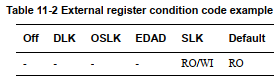 Table 11-2 External register condition code example
Off DLK OSLK EDAD SLK Default
- - - - RO/WI RO